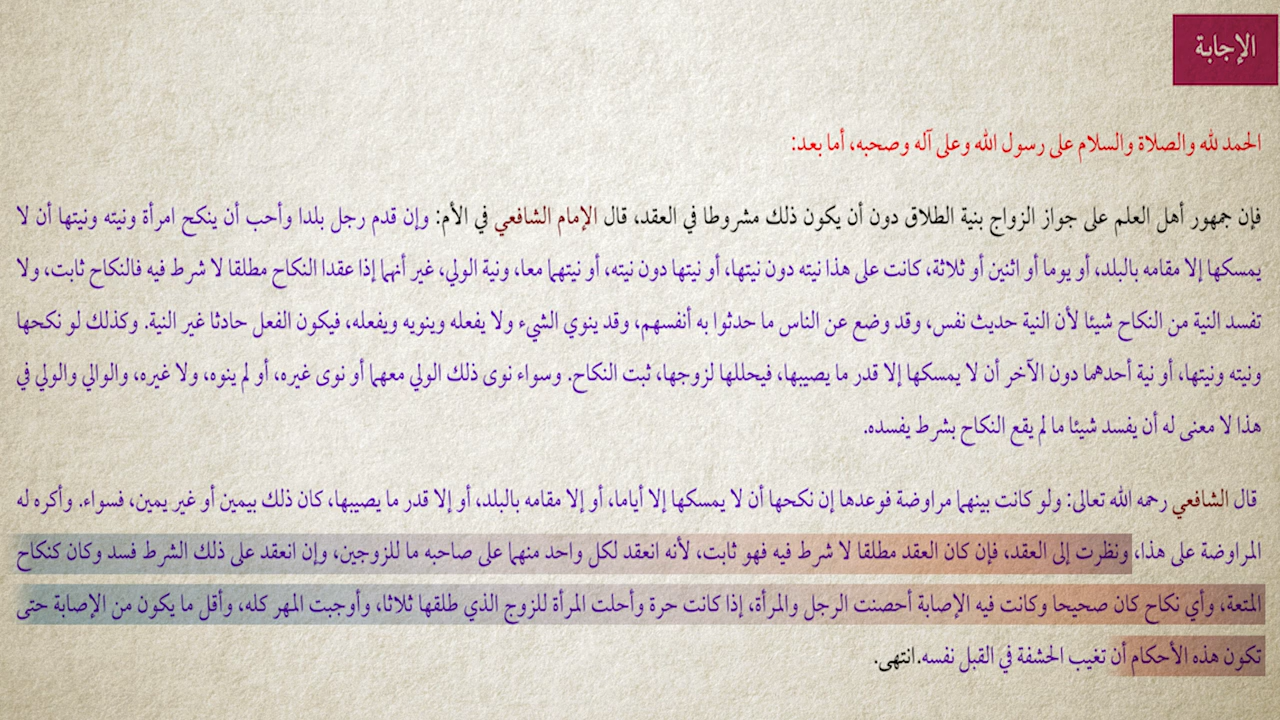 الإجابة
الحمد لله والصلاة والسلام على رسول الله وعلى آله وصحبه، أما بعد:
فإن جمهور أهل العلم على جواز الزواج بنية الطلاق دون أن يكون ذلك مشروطا في العقد، قال الإمام الشافعي في الأم: وإن قدم رجل بلدا وأحب أن ينكح امرأة ونيته ونيتها أن لا
يمسكها إلا مقامه بالبلد، أو يوما أو اثنين أو ثلاثة، كانت على هذا نيته دون نيتها، أو نيتها دون نيته، أو نيتهما معا، ونية الولي، غير أنهما إذا عقدا النكاح مطلقا لا شرط فيه فالنكاح ثابت، ولا
تفسد النية من النكاح شيئا لأن النية حديث نفس، وقد وضع عن الناس ما حدثوا به أنفسهم، وقد ينوي الشيء ولا يفعله وينويه ويفعله، فيكون الفعل حادثا غير النية. وكذلك لو نكحها
ونيته ونيتها، أو نية أحدهما دون الآخر أن لا يمسكها إلا قدر ما يصيبها، فيحللها لزوجها، ثبت النكاح. وسواء نوى ذلك الولي معهما أو نوى غيره، أو لم ينوه، ولا غيره، والوالي والولي في
هذا لا معنى له أن يفسد شيئا ما لم يقع النكاح بشرط يفسده.
قال الشافعي رحمه الله تعالى: ولو كانت بينهما مراوضة فوعدها إن نكحها أن لا يمسكها إلا أياما، أو إلا مقامه بالبلد، أو إلا قدر ما يصيبها، كان ذلك بيمين أو غير يمين، فسواء. وأكره له
المراوضة على هذا، ونظرت إلى العقد، فإن كان العقد مطلقا لا شرط فيه فهو ثابت، لأنه انعقد لكل واحد منهما على صاحبه ما للزوجين، وإن انعقد على ذلك الشرط فسد وكان كنكاح
المتعة، وأي نكاح كان صحيحا وكانت فيه الإصابة أحصنت الرجل والمرأة، إذا كانت حرة وأحلت المرأة للزوج الذي طلقها ثلاثا، وأوجبت المهر كله، وأقل ما يكون من الإصابة حتى
تكون هذه الأحكام أن تغيب الحشفة في القبل نفسه. انتهى.